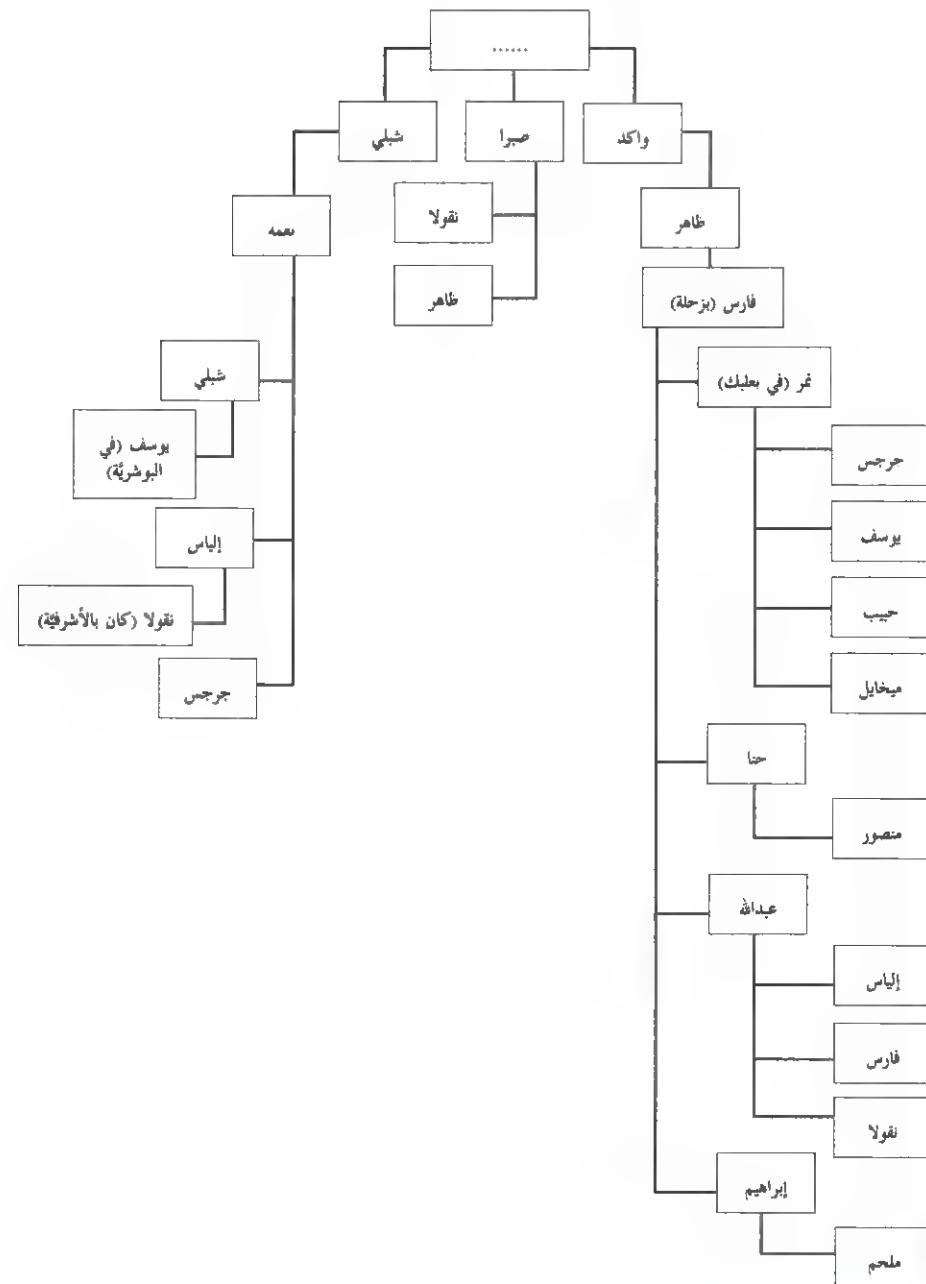 ......
واكد
صبرا
شبلي
ظاهر
فارس (بزحلة)
نمر (في بعلبك)
جرجس
يوسف
حبيب
ميخايل
حنا
منصور
عبدالله
إلياس
فارس
نقولا
إبراهيم
ملحم
نقولا
ظاهر
نعمه
شبلي
يوسف (في
البوشريّة)
إلياس
نقولا (كان بالأشرفيّة)
جرجس